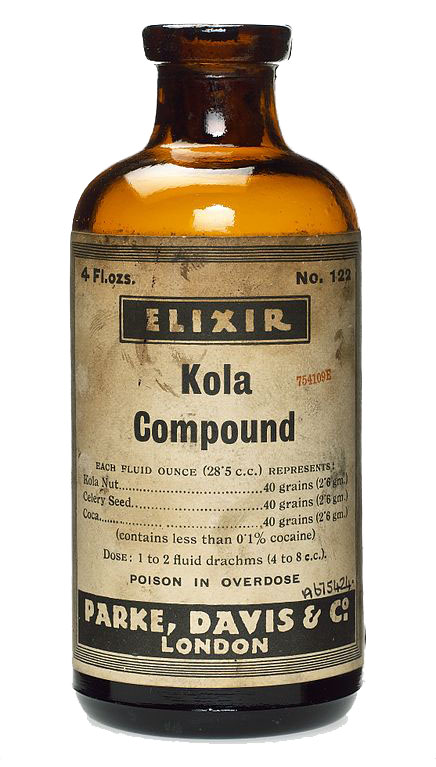 4 Fl.ozs. No. 122
ELIXIR
Kola
754109E
Compound
EACH FLUID OUNCE (28·5 c.c.) REPRESENTS:
Kola Nut....................................40 grains (2·6 gm.)
Celery Seed................................40 grains (2·6 gm.)
Coca..........................................40 grains (2·6 gm.)
(contains less than 0·1% cocaine)
DOSE: 1 to 2 fluid drachms (4 to 8 c.c.).
POISON IN OVERDOSE
A675424
PARKE, DAVIS & Co.
LONDON